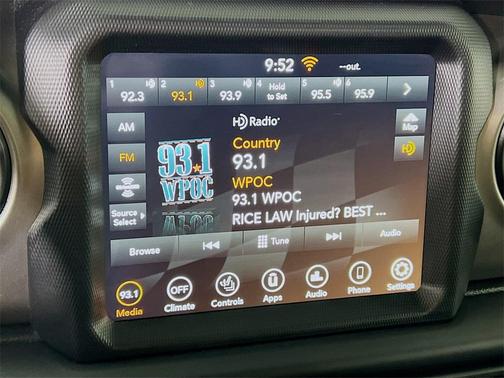 9:52 --out.
1 92.3 2 93.1 3 93.9 4 Hold to Set 5 95.5 6 95.9
AM
HD Radio
Map
Country
FM
93.1
HD
93.1 WPOC
WPOC
93.1 WPOC
Source Select
RICE LAW Injured? BEST ...
Browse Tune Audio
93.1 OFF
Media Climate Controls Apps Audio Phone Settings